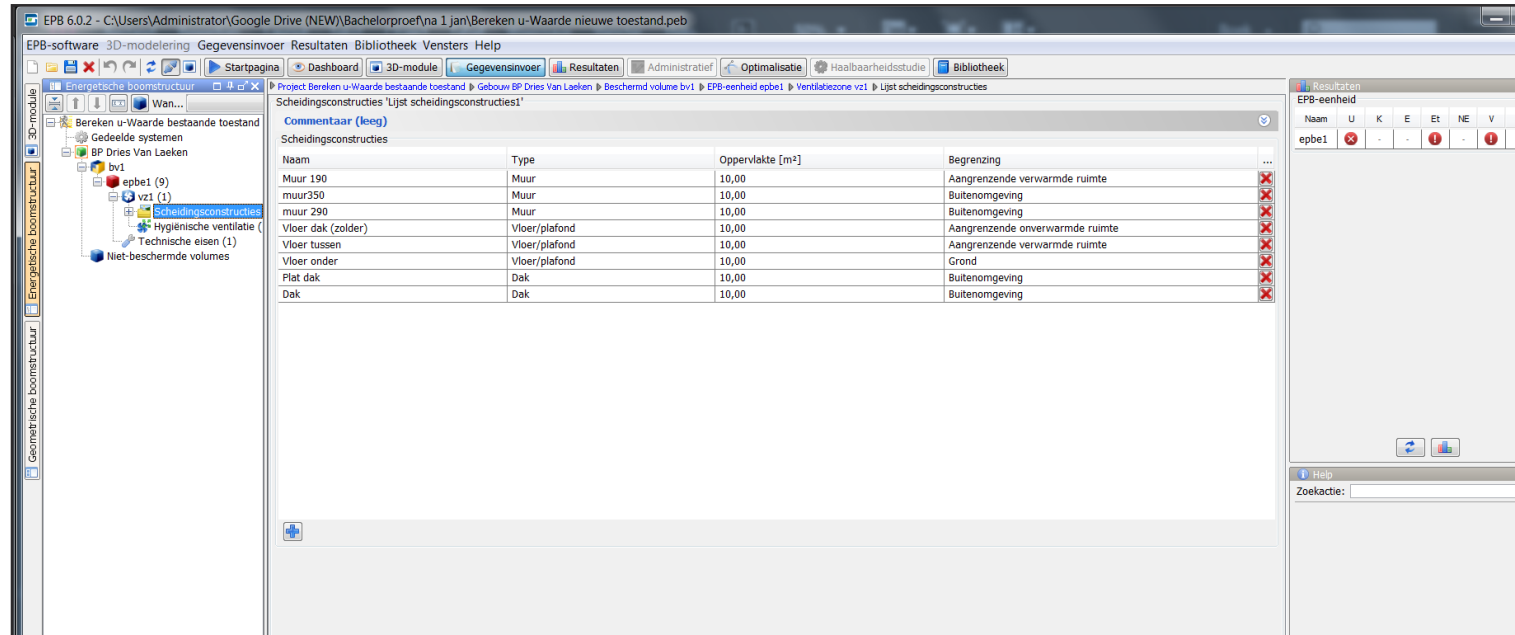 EPB 6.0.2 - C:\Users\Administrator\Google Drive (NEW)\Bachelorproef\na 1 jan\Bereken u-Waarde nieuwe toestand.peb
EPB-software 3D-modelering Gegevensinvoer Resultaten Bibliotheek Vensters Help
Startpagina Dashboard 3D-module Gegevensinvoer Resultaten Administratief Optimalisatie Haalbaarheidsstudie Bibliotheek
3D-module
Energetische boomstructuur
Geometrische boomstructuur
Energetische boomstructuur
Wan...
Bereken u-Waarde bestaande toestand
Gedeelde systemen
BP Dries Van Laeken
bv1
epbe1 (9)
vz1 (1)
Scheidingsconstructies
Hygiënische ventilatie (
Technische eisen (1)
Niet-beschermde volumes
Project Bereken u-Waarde bestaande toestand Gebouw BP Dries Van Laeken Beschermd volume bv1 EPB-eenheid epbe1 Ventilatiezone vz1 Lijst scheidingsconstructies
Scheidingsconstructies 'Lijst scheidingsconstructies1'
Commentaar (leeg)
Scheidingsconstructies
Naam Type Oppervlakte [m²] Begrenzing ...
Muur 190 Muur 10,00 Aangrenzende verwarmde ruimte
muur350 Muur 10,00 Buitenomgeving
muur 290 Muur 10,00 Buitenomgeving
Vloer dak (zolder) Vloer/plafond 10,00 Aangrenzende onverwarmde ruimte
Vloer tussen Vloer/plafond 10,00 Aangrenzende verwarmde ruimte
Vloer onder Vloer/plafond 10,00 Grond
Plat dak Dak 10,00 Buitenomgeving
Dak Dak 10,00 Buitenomgeving
Resultaten
EPB-eenheid
Naam U K E Et NE V
epbe1 - - -
Help
Zoekactie: